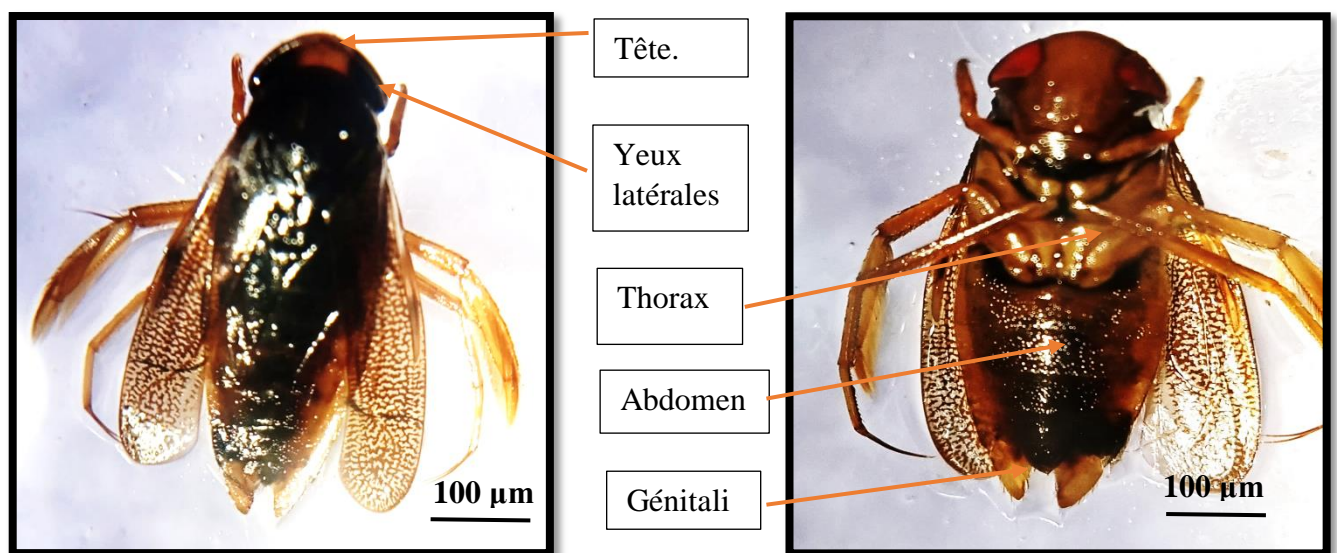 Tête.
Yeux
latérales
Thorax
Abdomen
Génitali
100 µm
100 µm